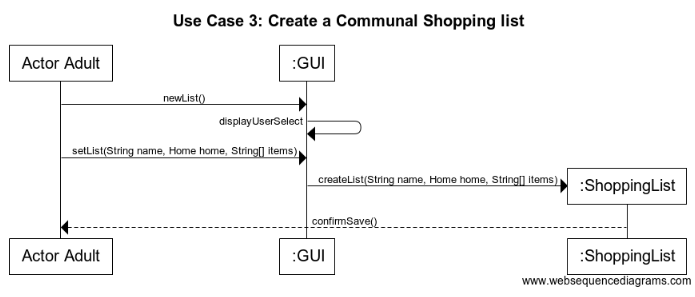 Use Case 3: Create a Communal Shopping list
Actor Adult
:GUI
newList()
displayUserSelect
setList(String name, Home home, String[] items)
createList(String name, Home home, String[] items)
:ShoppingList
confirmSave()
Actor Adult
:GUI
:ShoppingList
www.websequencediagrams.com